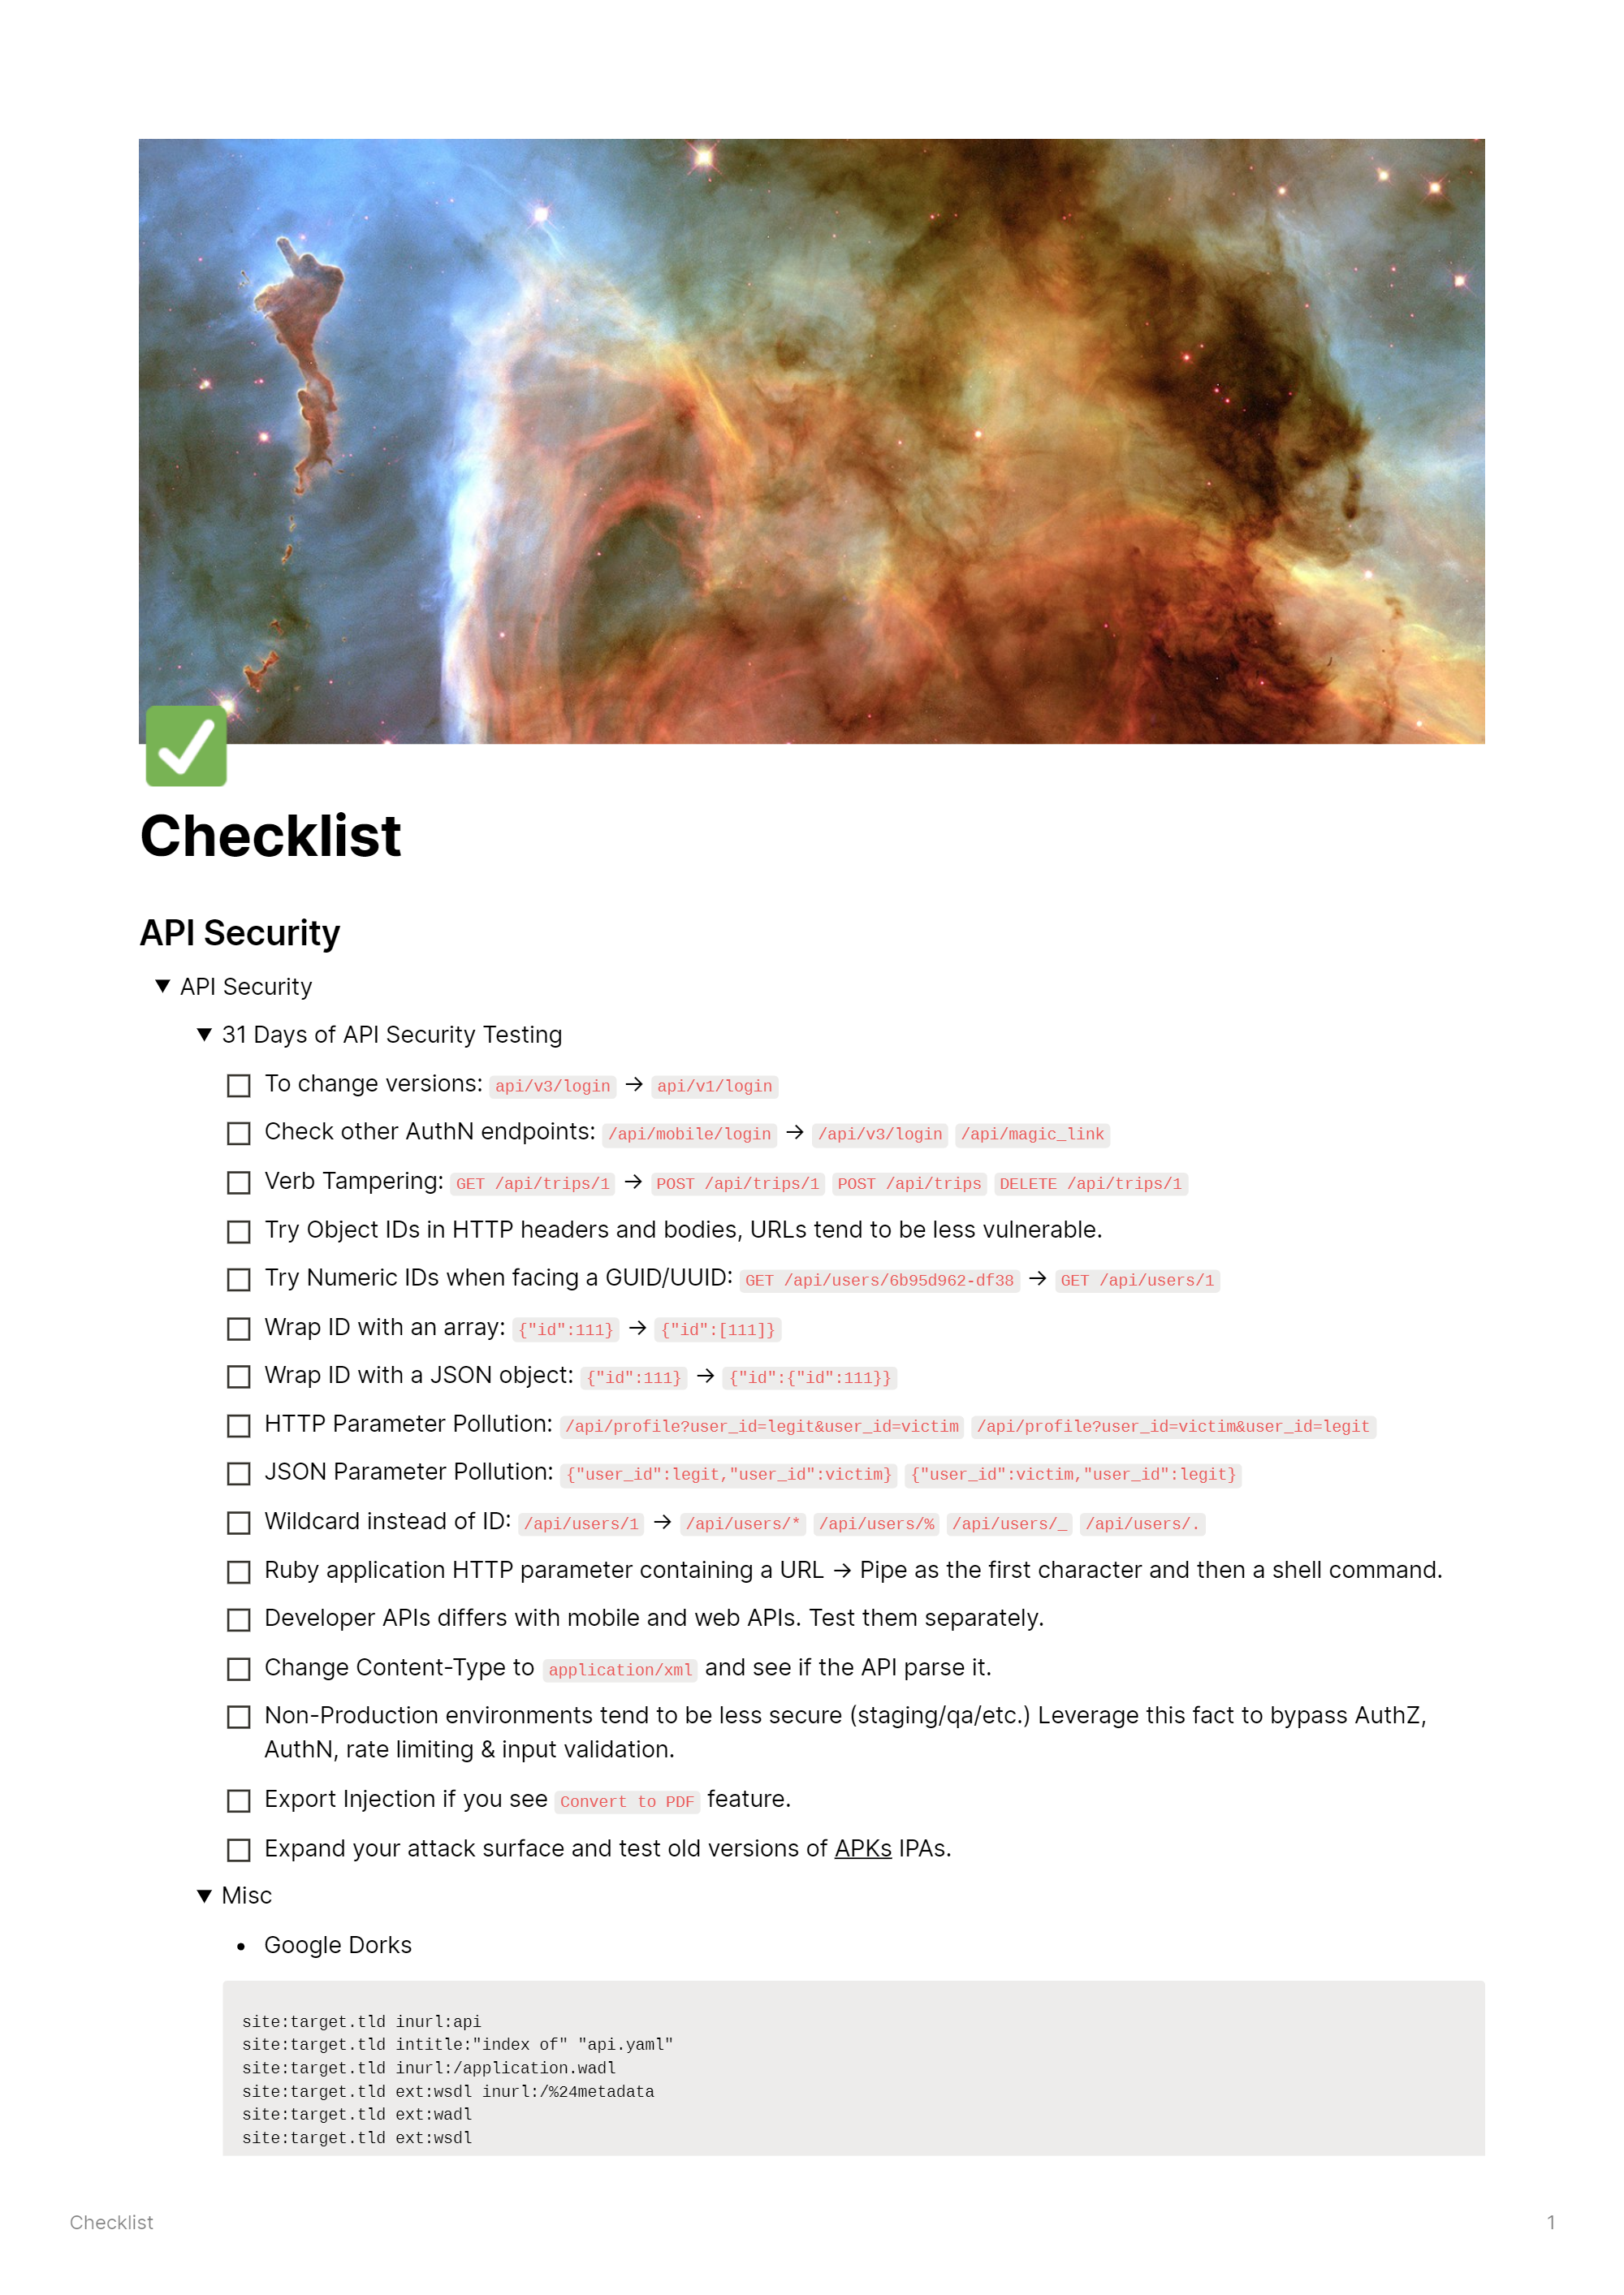 Checklist
API Security
API Security
31 Days of API Security Testing
To change versions: api/v3/login → api/v1/login
Check other AuthN endpoints: /api/mobile/login → /api/v3/login /api/magic_link
Verb Tampering: GET /api/trips/1 → POST /api/trips/1 POST /api/trips DELETE /api/trips/1
Try Object IDs in HTTP headers and bodies, URLs tend to be less vulnerable.
Try Numeric IDs when facing a GUID/UUID: GET /api/users/6b95d962-df38 → GET /api/users/1
Wrap ID with an array: {"id":111} → {"id":[111]}
Wrap ID with a JSON object: {"id":111} → {"id":{"id":111}}
HTTP Parameter Pollution: /api/profile?user_id=legit&user_id=victim /api/profile?user_id=victim&user_id=legit
JSON Parameter Pollution: {"user_id":legit,"user_id":victim} {"user_id":victim,"user_id":legit}
Wildcard instead of ID: /api/users/1 → /api/users/* /api/users/% /api/users/_ /api/users/.
Ruby application HTTP parameter containing a URL → Pipe as the first character and then a shell command.
Developer APIs differs with mobile and web APIs. Test them separately.
Change Content-Type to application/xml and see if the API parse it.
Non-Production environments tend to be less secure (staging/qa/etc.) Leverage this fact to bypass AuthZ,
AuthN, rate limiting & input validation.
Export Injection if you see Convert to PDF feature.
Expand your attack surface and test old versions of APKs IPAs.
Misc
• Google Dorks
site:target.tld inurl:api
site:target.tld intitle:"index of" "api.yaml"
site:target.tld inurl:/application.wadl
site:target.tld ext:wsdl inurl:/%24metadata
site:target.tld ext:wadl
site:target.tld ext:wsdl
Checklist
1